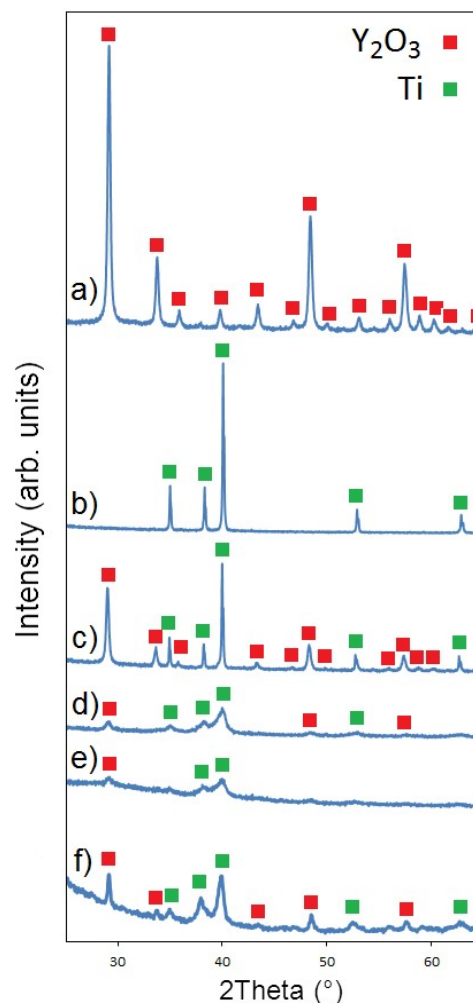 Y₂O₃
Ti
a)
b)
c)
d)
e)
f)
Intensity (arb. units)
30 40 50 60
2Theta (°)